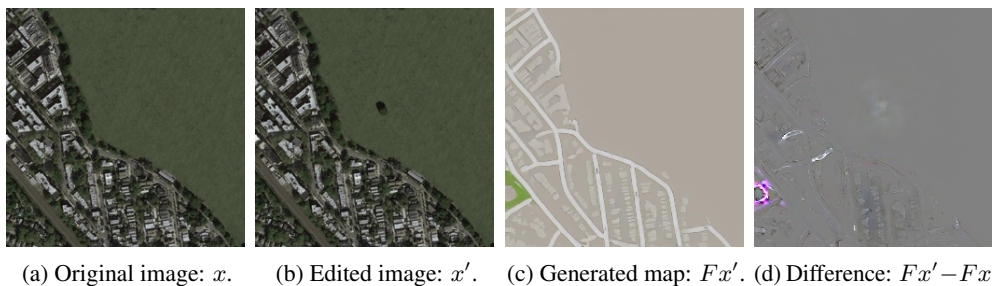 (a) Original image: x. (b) Edited image: x′. (c) Generated map: Fx′. (d) Difference: Fx′−Fx